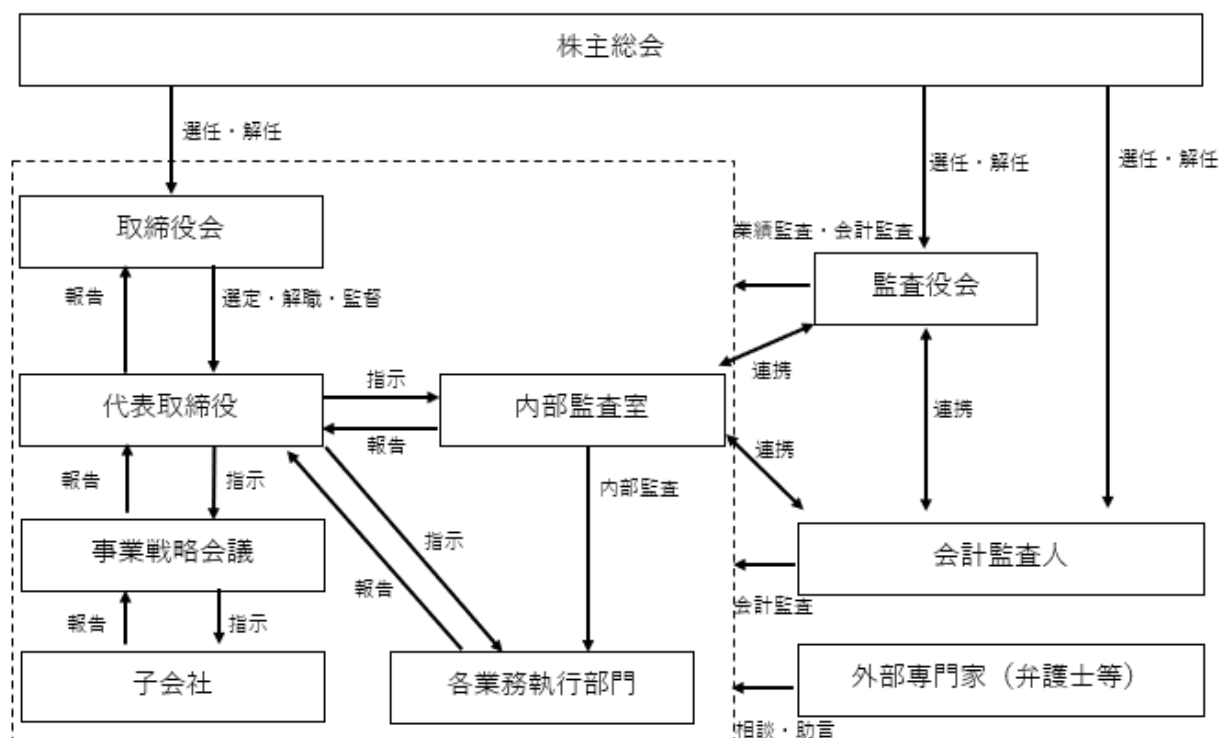 株主総会
選任・解任
選任・解任
選任・解任
取締役会
業績監査・会計監査
監査役会
報告
選定・解職・監督
連携
代表取締役
指示
内部監査室
報告
連携
連携
報告
指示
内部監査
事業戦略会議
指示
会計監査人
報告
会計監査
報告
指示
子会社
各業務執行部門
外部専門家（弁護士等）
相談・助言